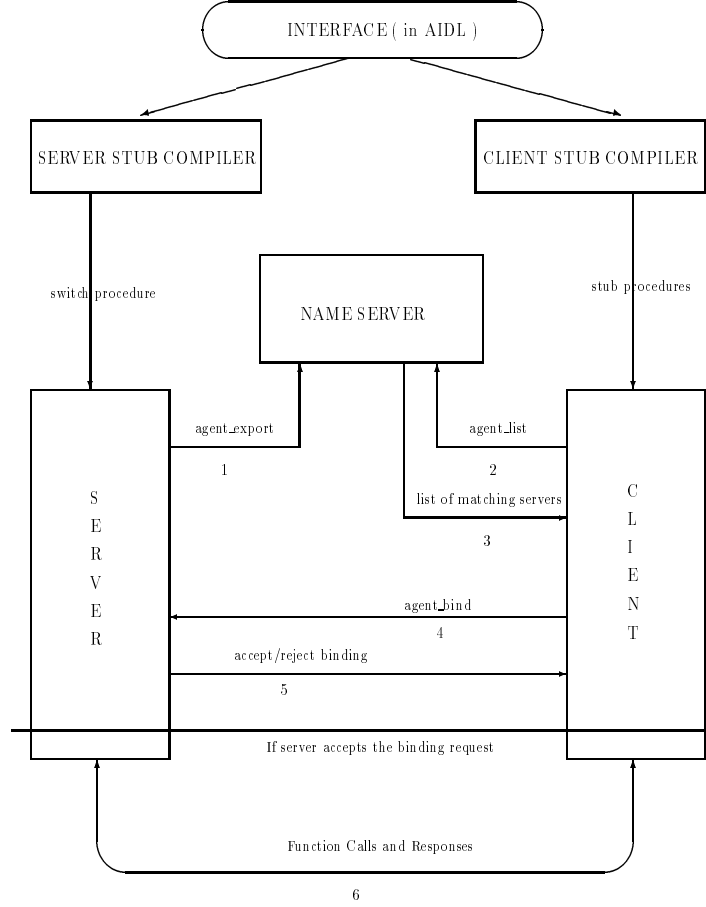 INTERFACE ( in AIDL )
SERVER STUB COMPILER
CLIENT STUB COMPILER
switch procedure
stub procedures
NAME SERVER
agent_export
1
agent_list
2
list of matching servers
3
S
E
R
V
E
R
C
L
I
E
N
T
agent_bind
4
accept/reject binding
5
If server accepts the binding request
Function Calls and Responses
6